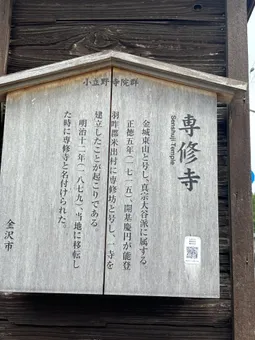 小立野寺院群
専修寺
Senshuji Temple
金城東山と号し、真宗大谷派に属する。
正徳五年(一七一五)、開基慶円が能登
羽咋郡米出村に専修坊と号し、一寺を
建立したことが起こりである。
明治十二年(一八七九)、当地に移転し
た時に専修寺と名付けられた。
金沢市